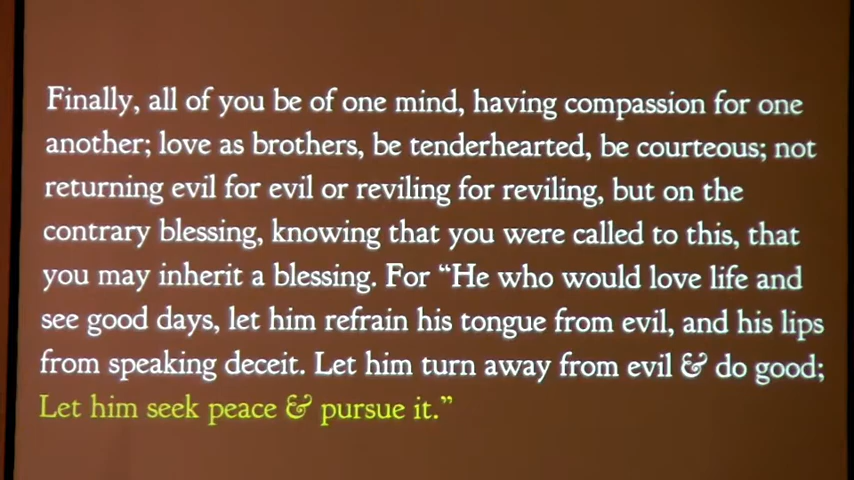 Finally, all of you be of one mind, having compassion for one
another; love as brothers, be tenderhearted, be courteous; not
returning evil for evil or reviling for reviling, but on the
contrary blessing, knowing that you were called to this, that
you may inherit a blessing. For “He who would love life and
see good days, let him refrain his tongue from evil, and his lips
from speaking deceit. Let him turn away from evil & do good;
Let him seek peace & pursue it.”